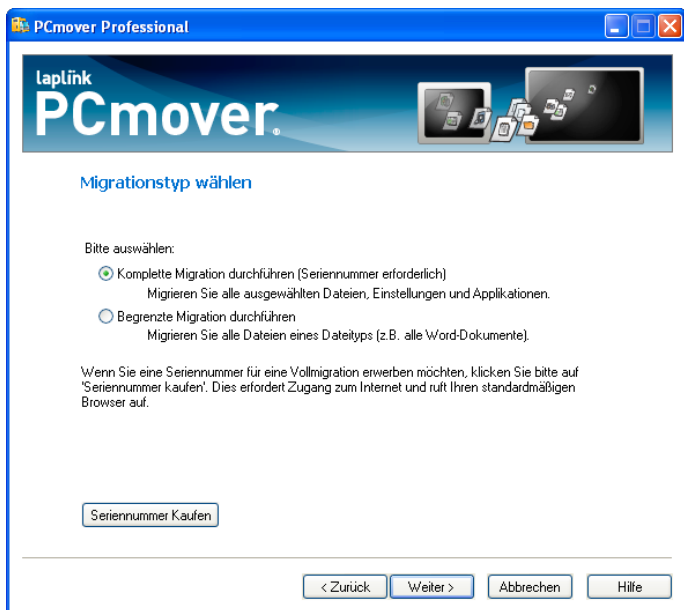 PCmover Professional
laplink
PCmover®
Migrationstyp wählen
Bitte auswählen:
Komplette Migration durchführen (Seriennummer erforderlich)
Migrieren Sie alle ausgewählten Dateien, Einstellungen und Applikationen.
Begrenzte Migration durchführen
Migrieren Sie alle Dateien eines Dateityps (z.B. alle Word-Dokumente).
Wenn Sie eine Seriennummer für eine Vollmigration erwerben möchten, klicken Sie bitte auf
'Seriennummer kaufen'. Dies erfordert Zugang zum Internet und ruft Ihren standardmäßigen
Browser auf.
Seriennummer Kaufen
< Zurück Weiter > Abbrechen Hilfe